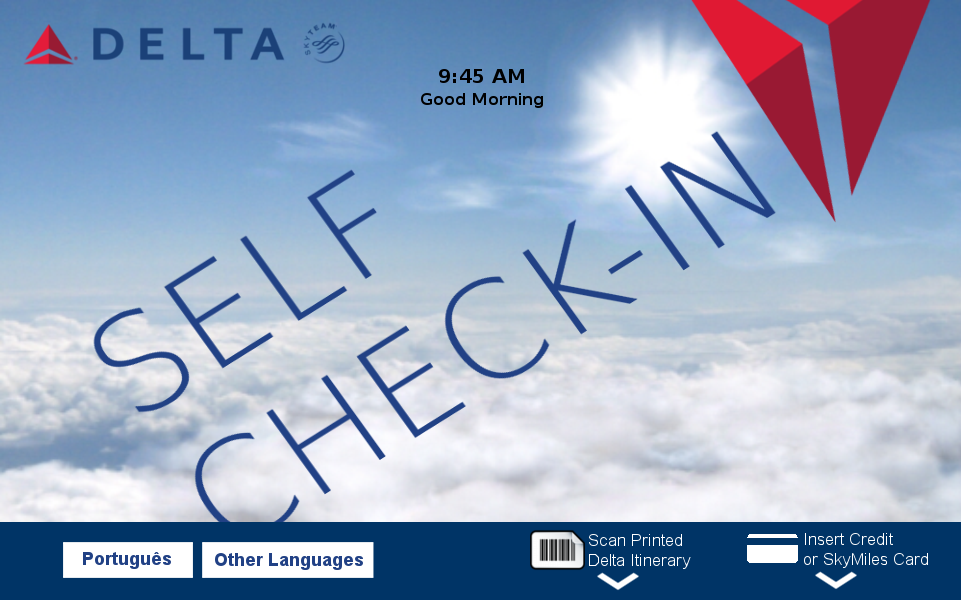 DELTA
SKYTEAM
9:45 AM
Good Morning
SELF
CHECK-IN
Português
Other Languages
Scan Printed
Delta Itinerary
Insert Credit
or SkyMiles Card